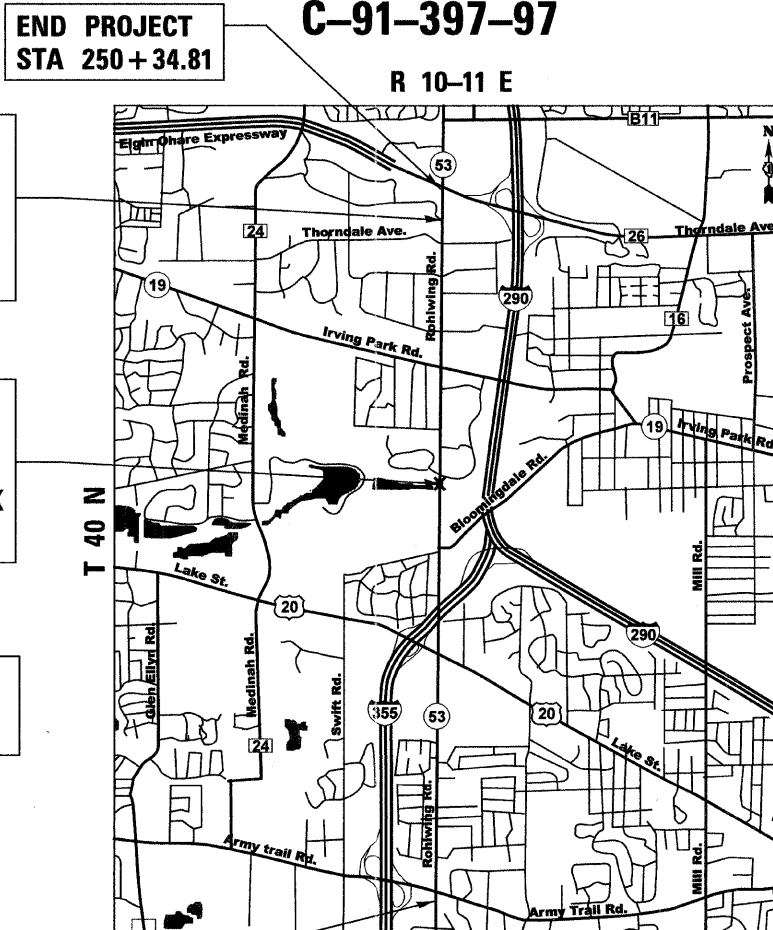 C–91–397–97
END PROJECT
STA 250 + 34.81
R 10–11 E
B11
Elgin Ohare Expressway
N
53
24
Thorndale Ave.
26
Thorndale Ave
19
Rohlwing Rd.
290
16
Prospect Ave.
Irving Park Rd.
Medinah Rd.
19
Irving Park Rd
Bloomingdale Rd.
X
T 40 N
Mill Rd.
Lake St.
20
290
Glen Ellyn Rd.
Medinah Rd.
Swift Rd.
355
53
20
24
Lake St.
Rohlwing Rd.
Army trail Rd.
Mill Rd.
Army Trail Rd.